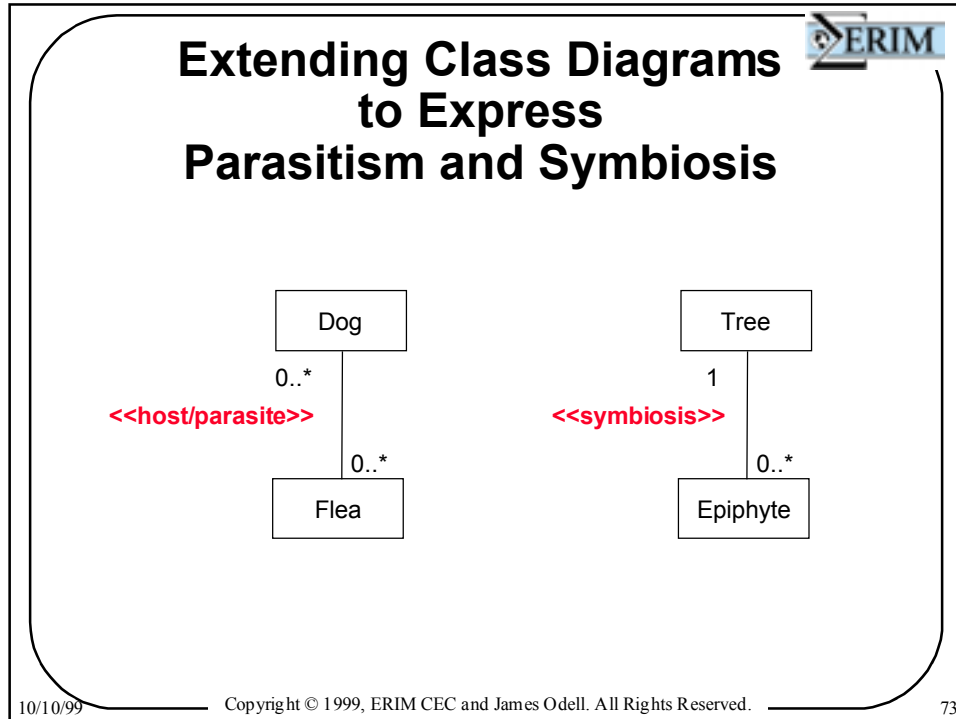 ERIM
Extending Class Diagrams
to Express
Parasitism and Symbiosis
Dog
0..*
<<host/parasite>>
0..*
Flea
Tree
1
<<symbiosis>>
0..*
Epiphyte
10/10/99
Copyright © 1999, ERIM CEC and James Odell. All Rights Reserved.
73